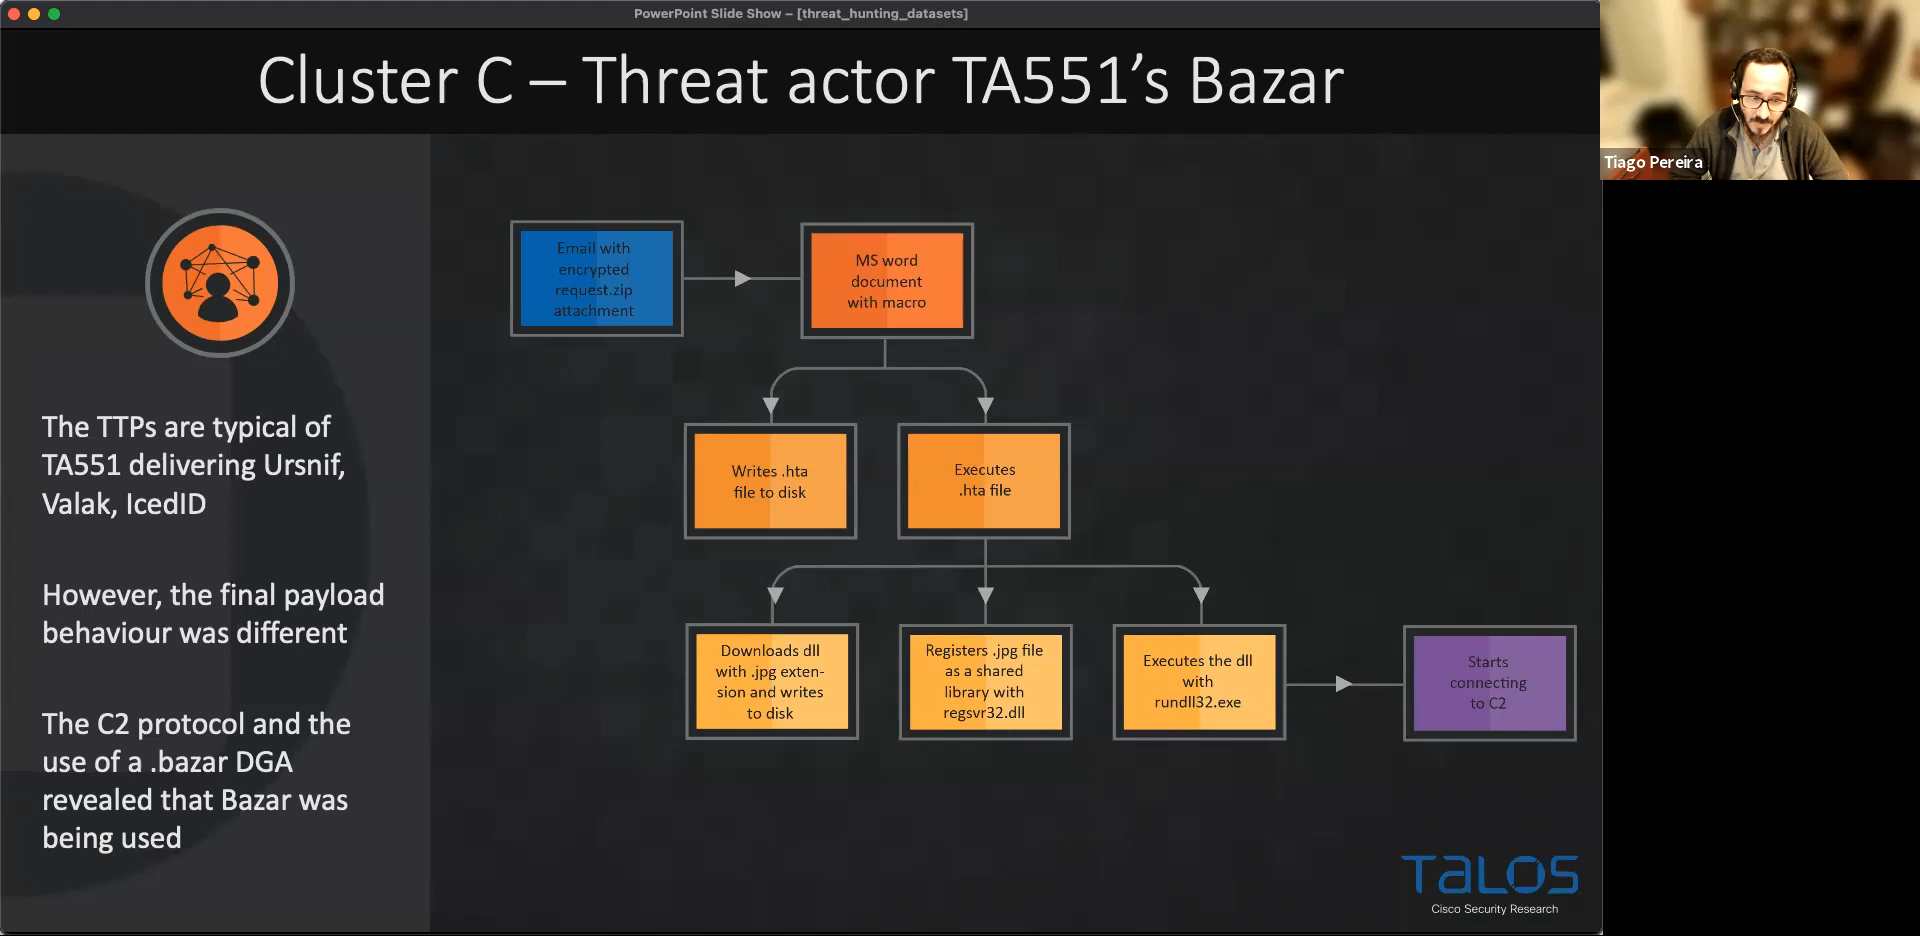 PowerPoint Slide Show – [threat_hunting_datasets]
Cluster C – Threat actor TA551's Bazar
Tiago Pereira
Email with
encrypted
request.zip
attachment
MS word
document
with macro
Writes .hta
file to disk
Executes
.hta file
Downloads dll
with .jpg exten-
sion and writes
to disk
Registers .jpg file
as a shared
library with
regsvr32.dll
Executes the dll
with
rundll32.exe
Starts
connecting
to C2
The TTPs are typical of
TA551 delivering Ursnif,
Valak, IcedID
However, the final payload
behaviour was different
The C2 protocol and the
use of a .bazar DGA
revealed that Bazar was
being used
TALOS
Cisco Security Research